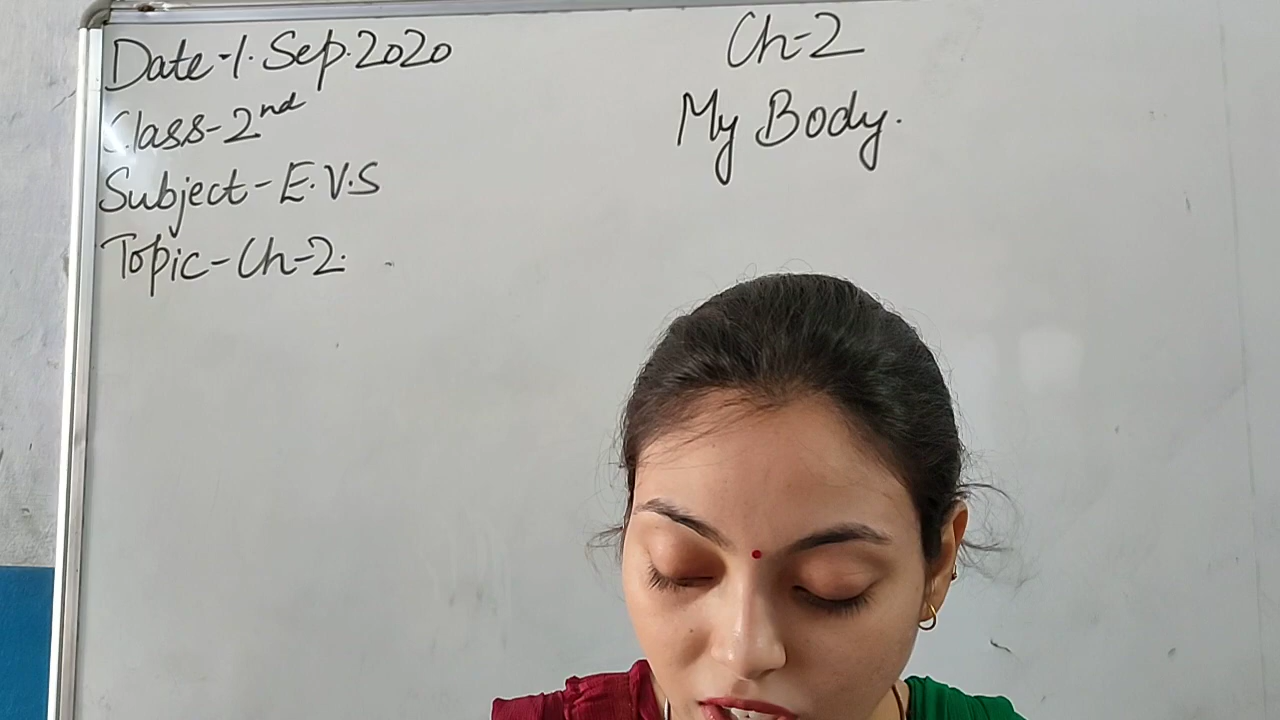 Date-1.Sep.2020
Class-2nd
Subject-E.V.S
Topic-Ch-2.
Ch-2
My Body.